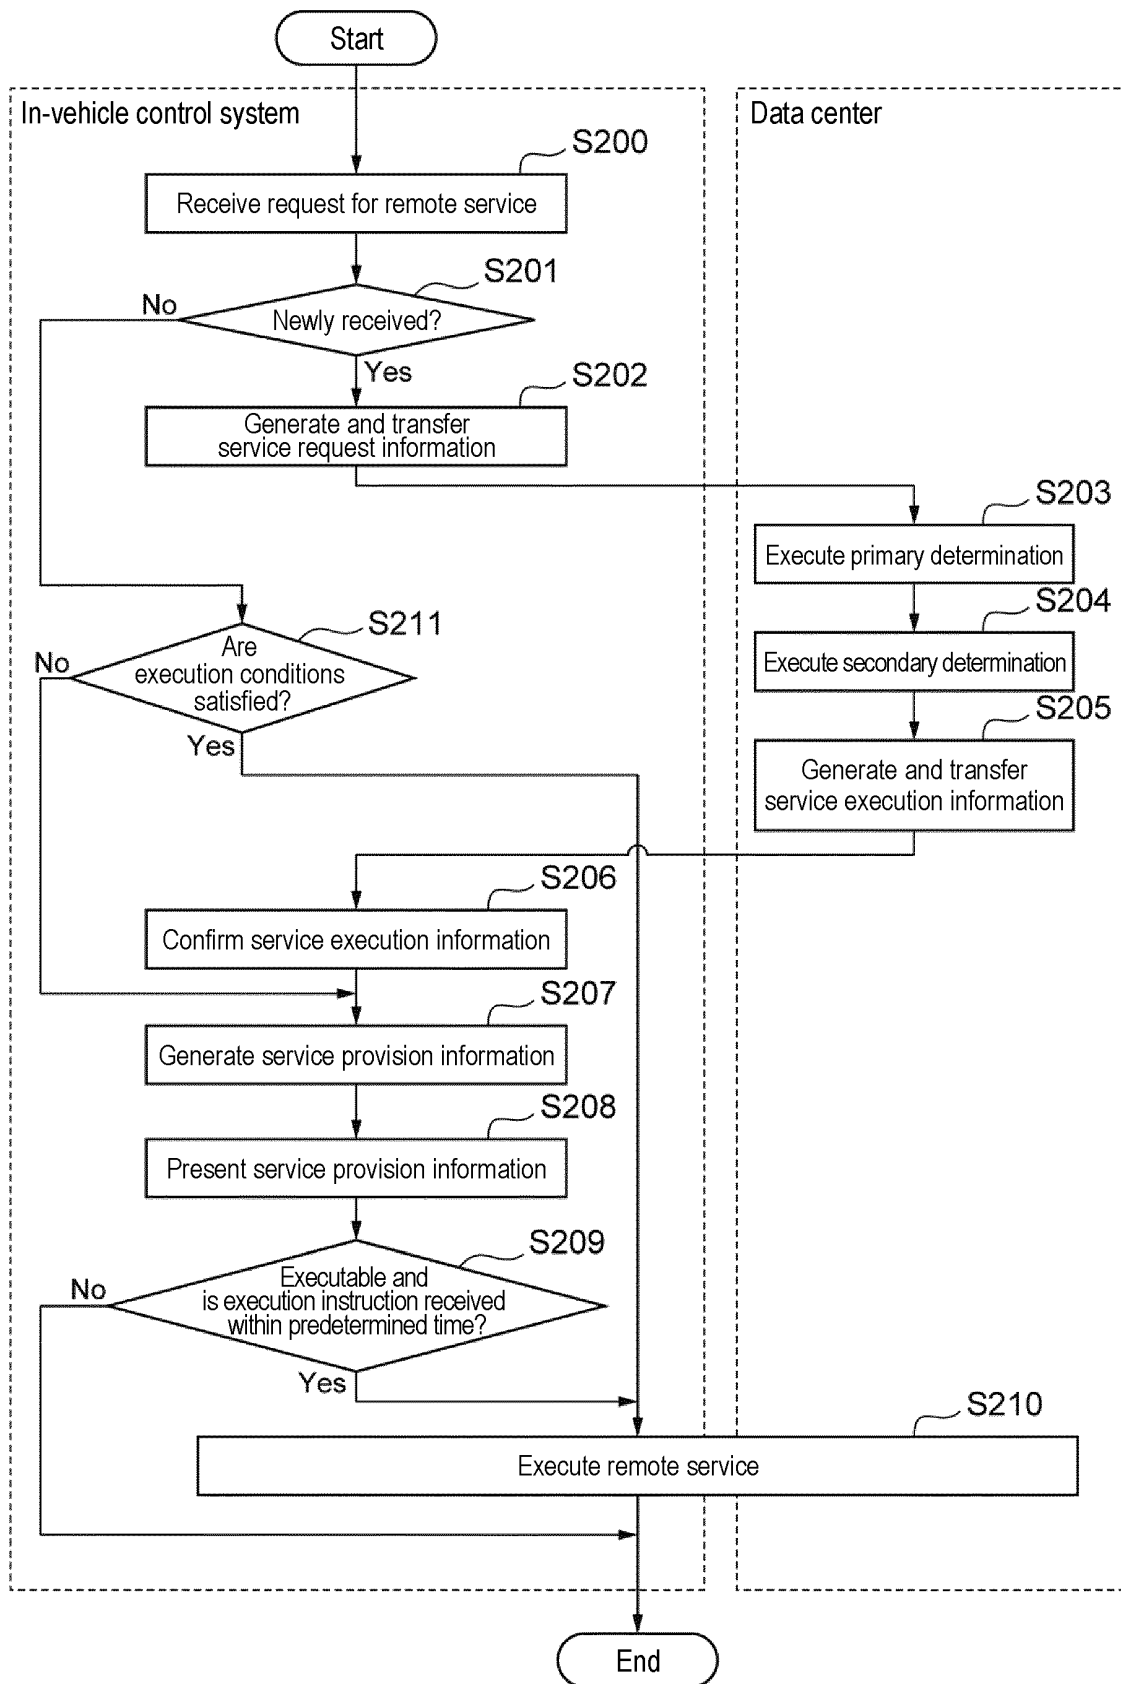 Start
In-vehicle control system
Data center
S200
Receive request for remote service
S201
No
Newly received?
Yes
S202
Generate and transfer
service request information
S203
Execute primary determination
S204
Execute secondary determination
S205
Generate and transfer
service execution information
S211
No
Are
execution conditions
satisfied?
Yes
S206
Confirm service execution information
S207
Generate service provision information
S208
Present service provision information
S209
No
Executable and
is execution instruction received
within predetermined time?
Yes
S210
Execute remote service
End